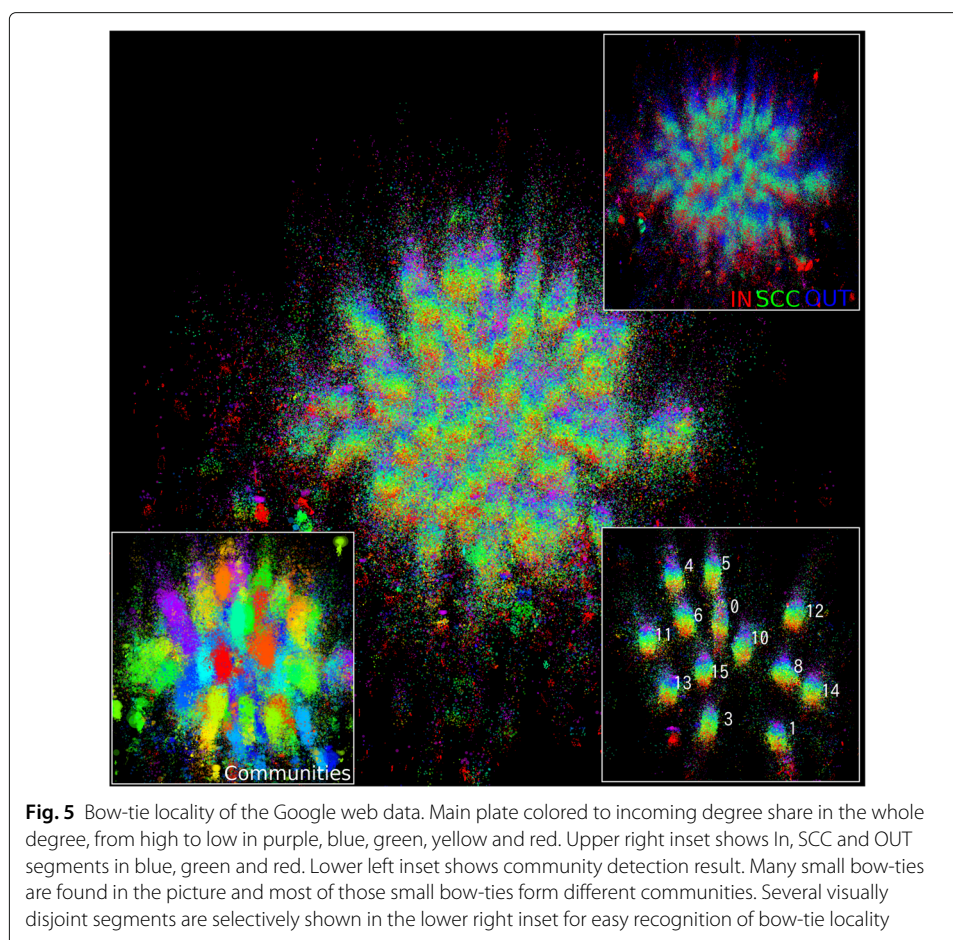 IN SCC OUT
4
5
0
12
6
11
10
15
8
13
14
3
1
Communities
Fig. 5 Bow-tie locality of the Google web data. Main plate colored to incoming degree share in the whole
degree, from high to low in purple, blue, green, yellow and red. Upper right inset shows In, SCC and OUT
segments in blue, green and red. Lower left inset shows community detection result. Many small bow-ties
are found in the picture and most of those small bow-ties form different communities. Several visually
disjoint segments are selectively shown in the lower right inset for easy recognition of bow-tie locality